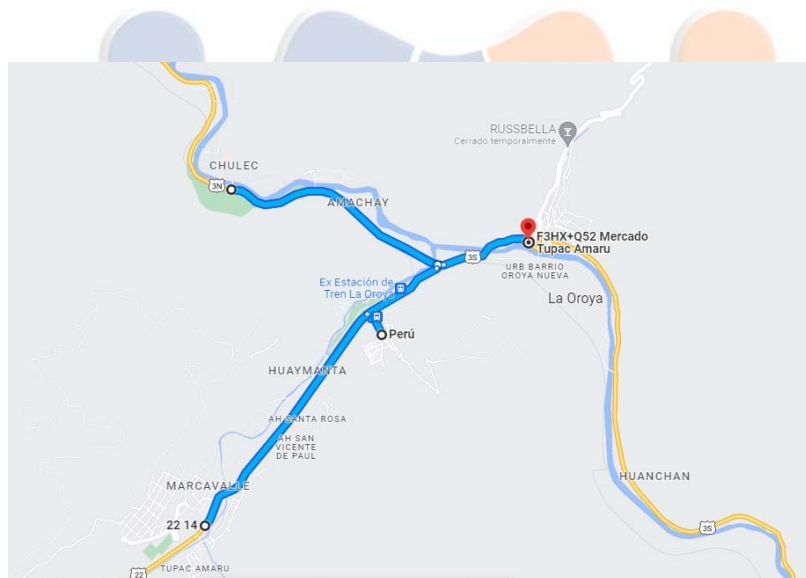 RUSSBELLA
Cerrado temporalmente
CHULEC
3N
AMACHAY
F3HX+Q52 Mercado
Tupac Amaru
3S
URB BARRIO
OROYA NUEVA
Ex Estación de
Tren La Oroya
La Oroya
Perú
HUAYMANTA
AH SANTA ROSA
AH SAN
VICENTE
DE PAUL
HUANCHAN
MARCAVALLE
22 14
3S
TUPAC AMARU
22